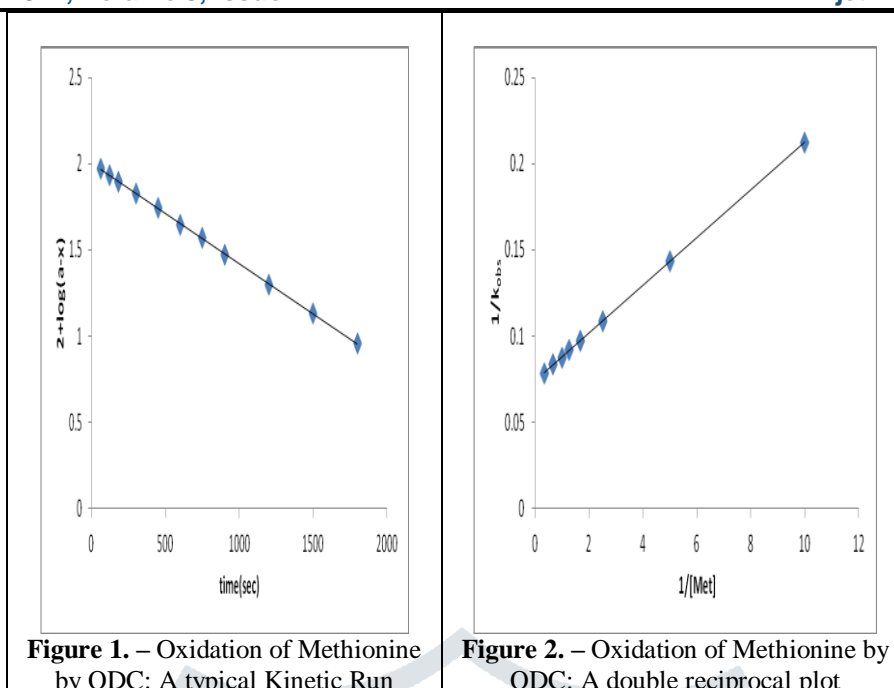 2.5
2
1.5
1
0.5
0
2+log(a-x)
0 500 1000 1500 2000
time(sec)
Figure 1. – Oxidation of Methionine
by ODC: A typical Kinetic Run
0.25
0.2
0.15
0.1
0.05
0
1/kobs
0 2 4 6 8 10 12
1/[Met]
Figure 2. – Oxidation of Methionine by
ODC: A double reciprocal plot